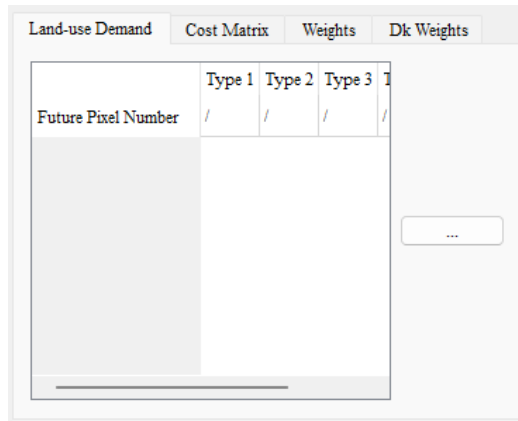 Land-use Demand Cost Matrix Weights Dk Weights
Type 1 Type 2 Type 3
Future Pixel Number / / / /
...